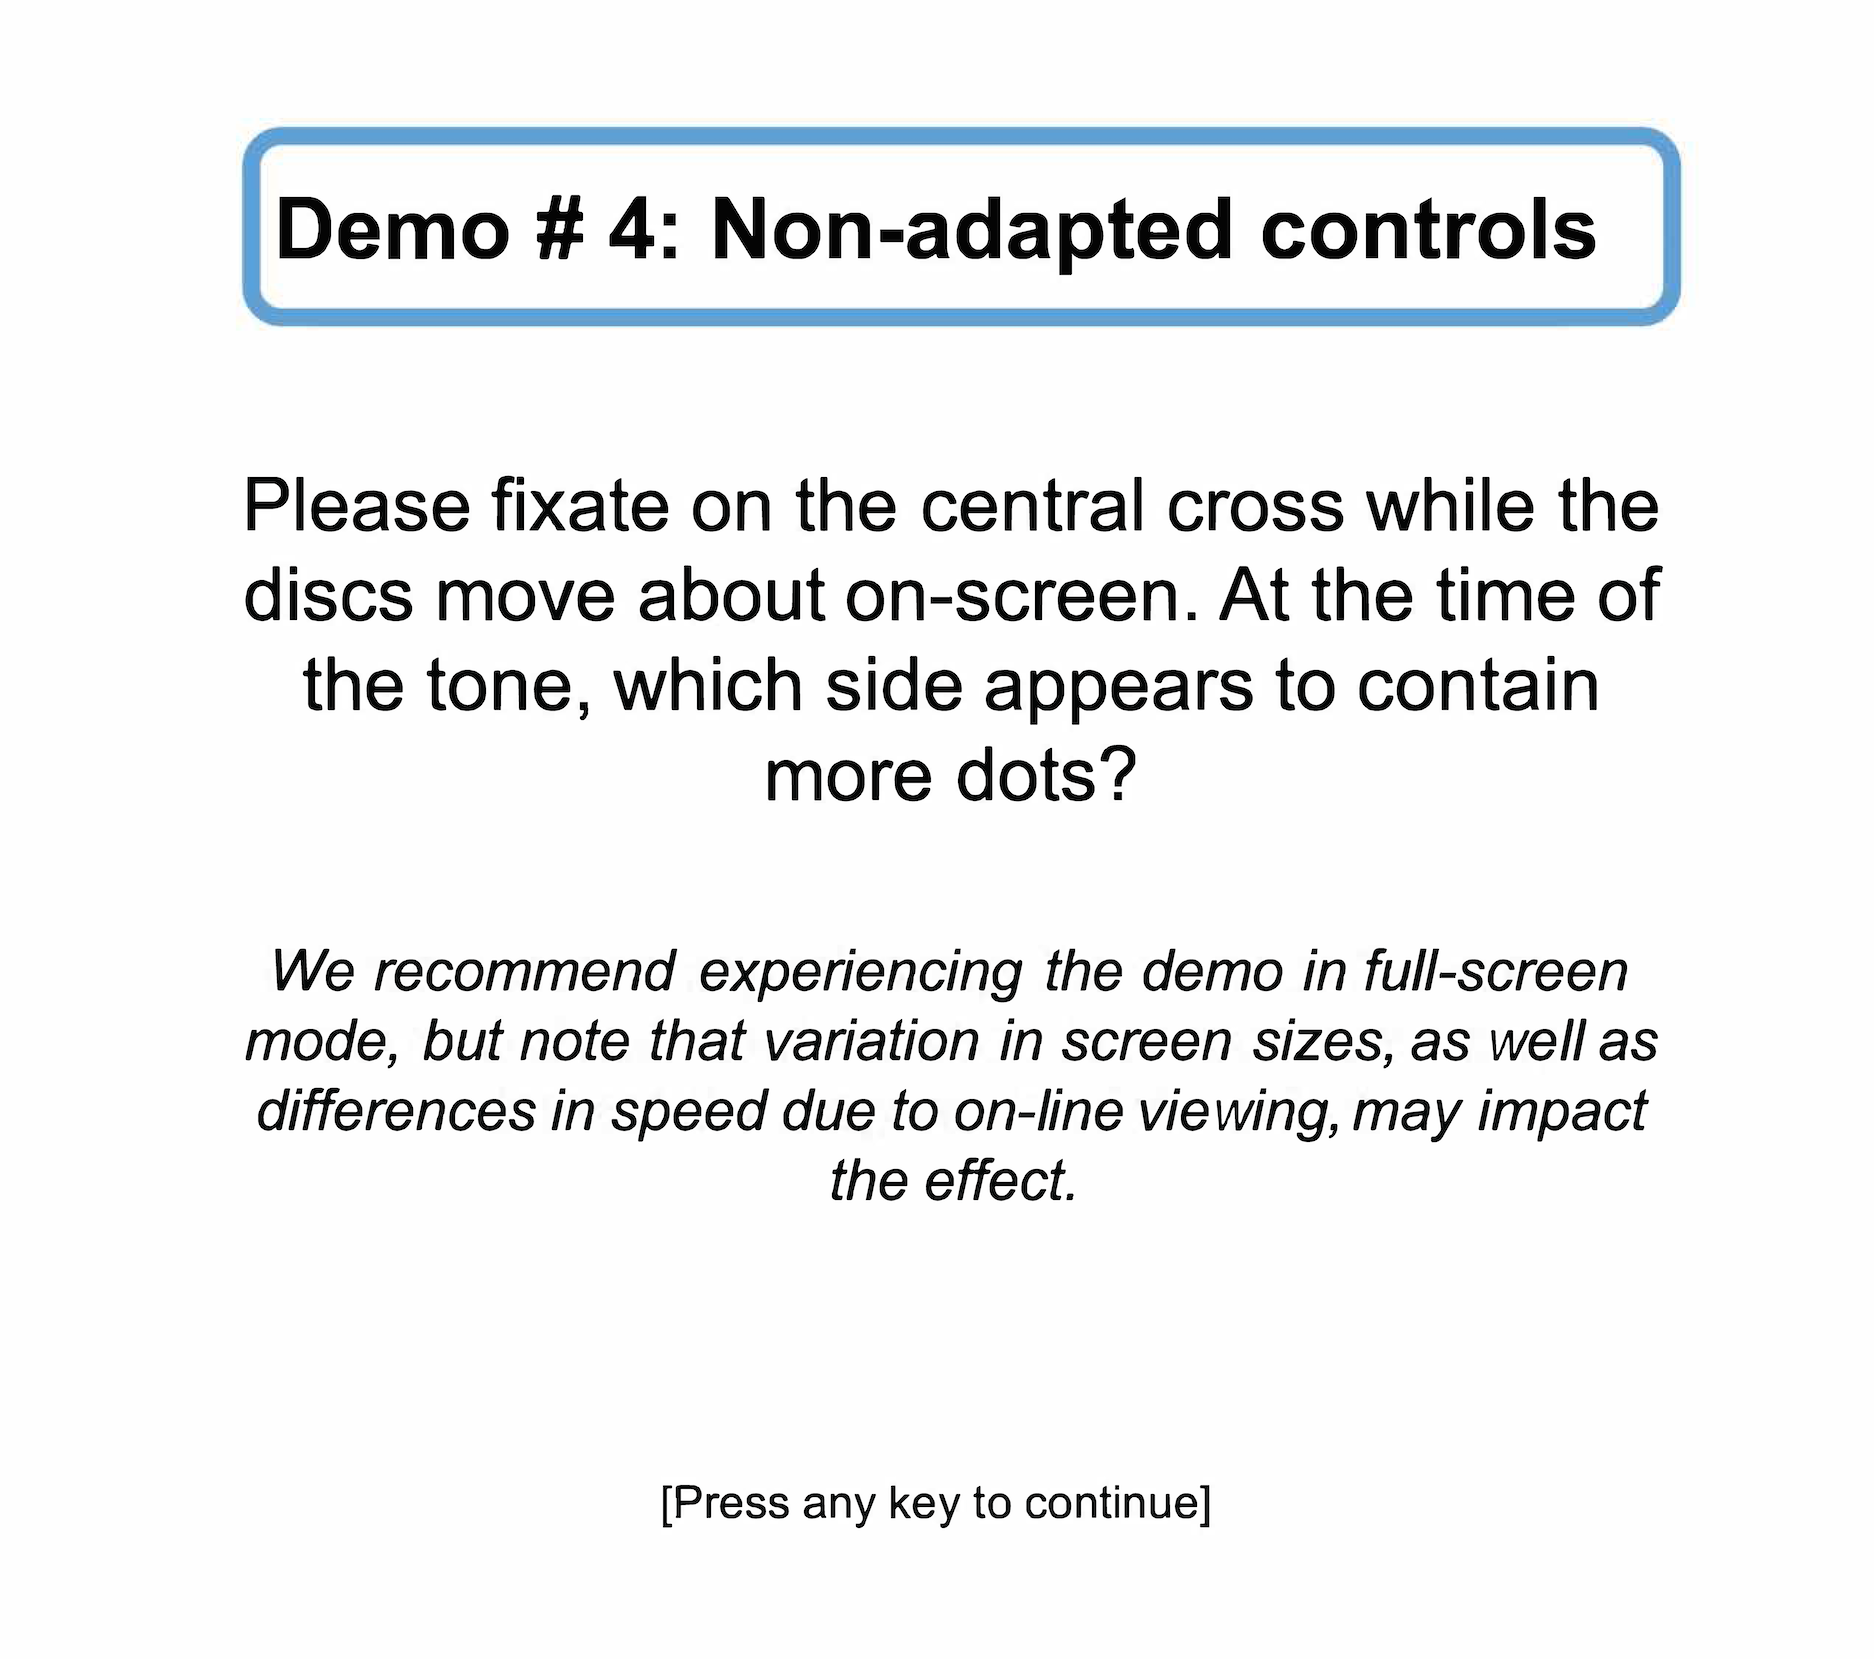 Demo # 4: Non-adapted controls
Please fixate on the central cross while the
discs move about on-screen. At the time of
the tone, which side appears to contain
more dots?
We recommend experiencing the demo in full-screen
mode, but note that variation in screen sizes, as well as
differences in speed due to on-line viewing, may impact
the effect.
[Press any key to continue]